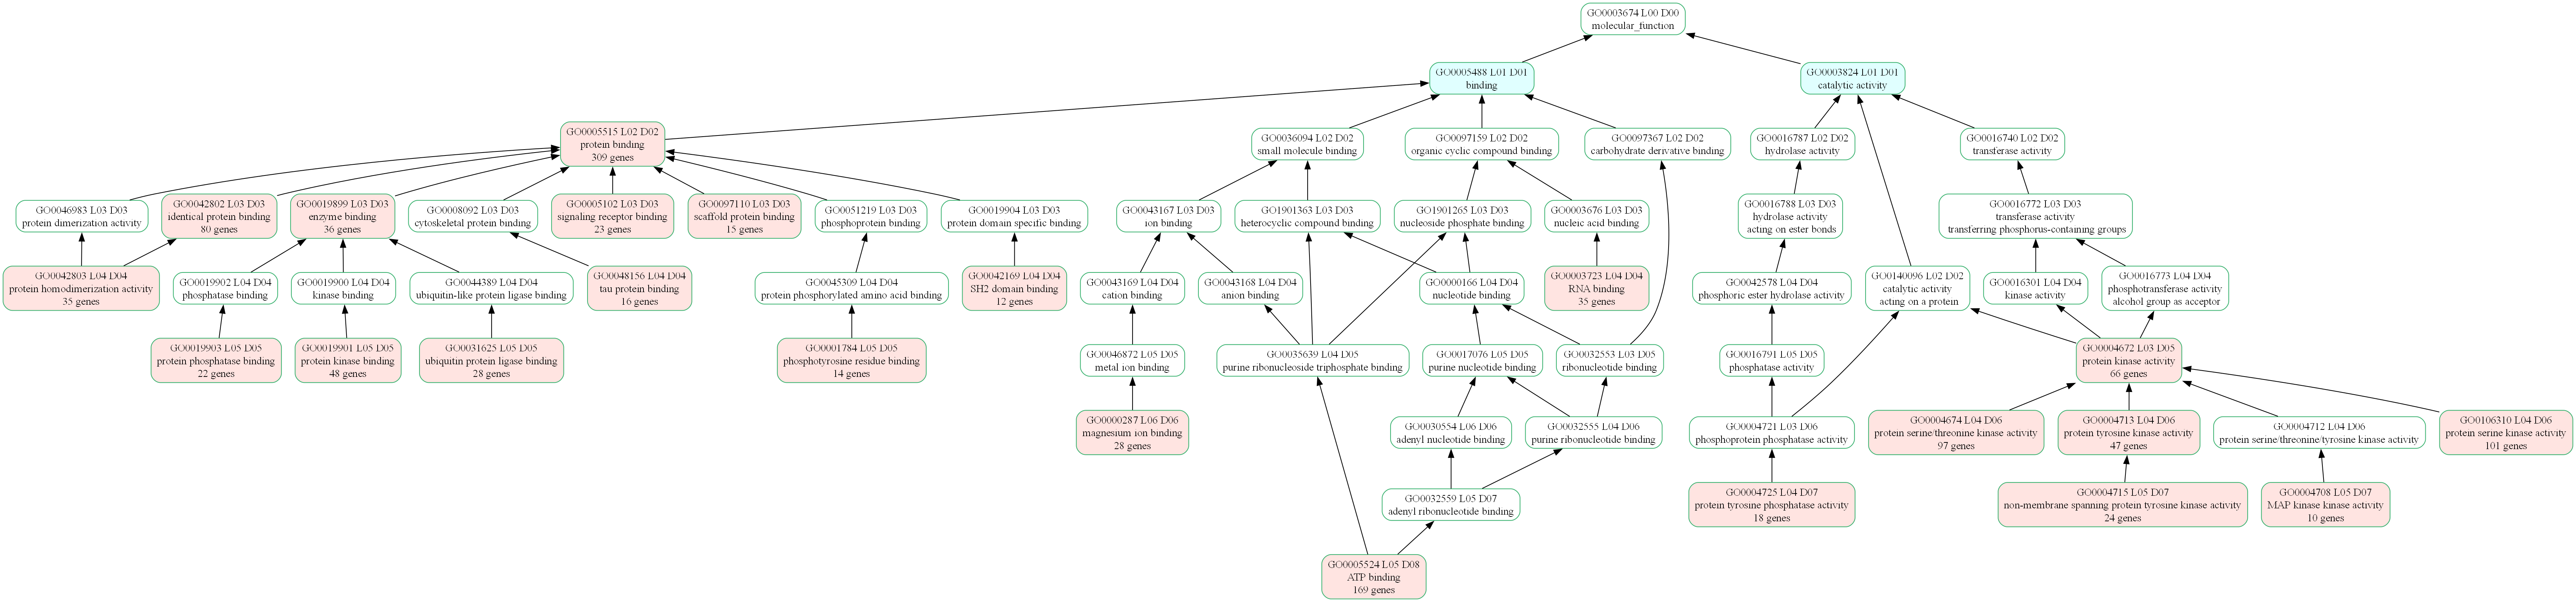 GO0003674 L00 D00
molecular_function
GO0005488 L01 D01
binding
GO0003824 L01 D01
catalytic activity
GO0005515 L02 D02
protein binding
309 genes
GO0036094 L02 D02
small molecule binding
GO0097159 L02 D02
organic cyclic compound binding
GO0097367 L02 D02
carbohydrate derivative binding
GO0016787 L02 D02
hydrolase activity
GO0016740 L02 D02
transferase activity
GO0046983 L03 D03
protein dimerization activity
GO0042802 L03 D03
identical protein binding
80 genes
GO0019899 L03 D03
enzyme binding
36 genes
GO0008092 L03 D03
cytoskeletal protein binding
GO0005102 L03 D03
signaling receptor binding
23 genes
GO0097110 L03 D03
scaffold protein binding
15 genes
GO0051219 L03 D03
phosphoprotein binding
GO0019904 L03 D03
protein domain specific binding
GO0043167 L03 D03
ion binding
GO1901363 L03 D03
heterocyclic compound binding
GO1901265 L03 D03
nucleoside phosphate binding
GO0003676 L03 D03
nucleic acid binding
GO0016788 L03 D03
hydrolase activity
acting on ester bonds
GO0016772 L03 D03
transferase activity
transferring phosphorus-containing groups
GO0042803 L04 D04
protein homodimerization activity
35 genes
GO0019902 L04 D04
phosphatase binding
GO0019900 L04 D04
kinase binding
GO0044389 L04 D04
ubiquitin-like protein ligase binding
GO0048156 L04 D04
tau protein binding
16 genes
GO0045309 L04 D04
protein phosphorylated amino acid binding
GO0042169 L04 D04
SH2 domain binding
12 genes
GO0043169 L04 D04
cation binding
GO0043168 L04 D04
anion binding
GO0000166 L04 D04
nucleotide binding
GO0003723 L04 D04
RNA binding
35 genes
GO0042578 L04 D04
phosphoric ester hydrolase activity
GO0140096 L02 D02
catalytic activity
acting on a protein
GO0016301 L04 D04
kinase activity
GO0016773 L04 D04
phosphotransferase activity
alcohol group as acceptor
GO0019903 L05 D05
protein phosphatase binding
22 genes
GO0019901 L05 D05
protein kinase binding
48 genes
GO0031625 L05 D05
ubiquitin protein ligase binding
28 genes
GO0001784 L05 D05
phosphotyrosine residue binding
14 genes
GO0046872 L05 D05
metal ion binding
GO0035639 L04 D05
purine ribonucleoside triphosphate binding
GO0017076 L05 D05
purine nucleotide binding
GO0032553 L03 D05
ribonucleotide binding
GO0016791 L05 D05
phosphatase activity
GO0004672 L03 D05
protein kinase activity
66 genes
GO0000287 L06 D06
magnesium ion binding
28 genes
GO0030554 L06 D06
adenyl nucleotide binding
GO0032555 L04 D06
purine ribonucleotide binding
GO0004721 L03 D06
phosphoprotein phosphatase activity
GO0004674 L04 D06
protein serine/threonine kinase activity
97 genes
GO0004713 L04 D06
protein tyrosine kinase activity
47 genes
GO0004712 L04 D06
protein serine/threonine/tyrosine kinase activity
GO0106310 L04 D06
protein serine kinase activity
101 genes
GO0032559 L05 D07
adenyl ribonucleotide binding
GO0004725 L04 D07
protein tyrosine phosphatase activity
18 genes
GO0004715 L05 D07
non-membrane spanning protein tyrosine kinase activity
24 genes
GO0004708 L05 D07
MAP kinase kinase activity
10 genes
GO0005524 L05 D08
ATP binding
169 genes